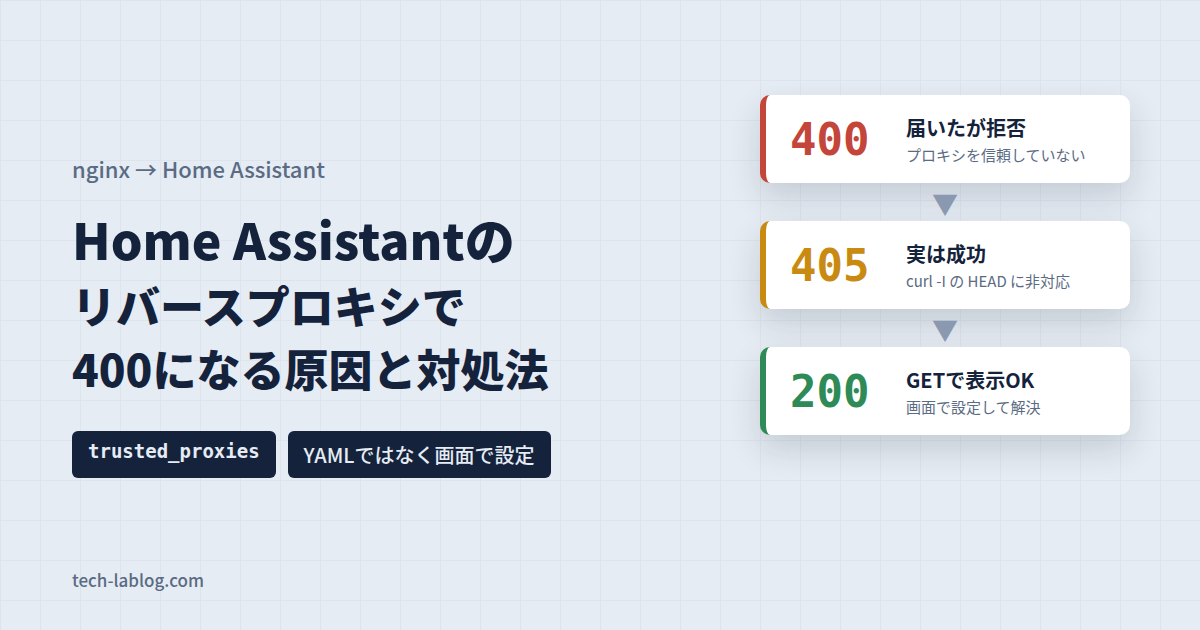 nginx → Home Assistant
Home Assistantの
リバースプロキシで
400になる原因と対処法
trusted_proxies
YAMLではなく画面で設定
tech-lablog.com
400
届いたが拒否
プロキシを信頼していない
405
実は成功
curl -I の HEAD に非対応
200
GETで表示OK
画面で設定して解決